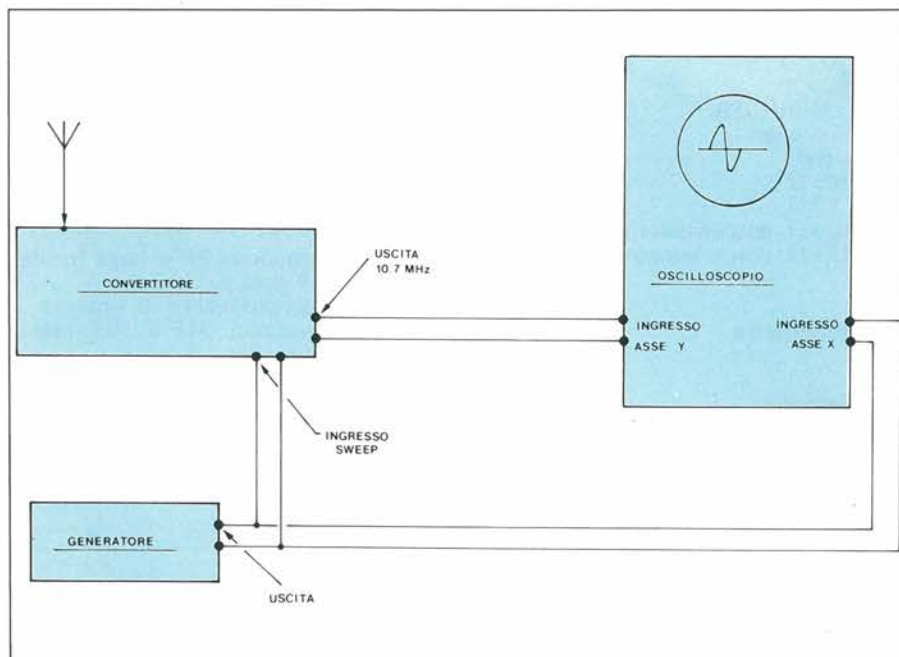 CONVERTITORE
USCITA
10.7 MHz
OSCILLOSCOPIO
INGRESSO
ASSE Y
INGRESSO
ASSE X
INGRESSO
SWEEP
GENERATORE
USCITA